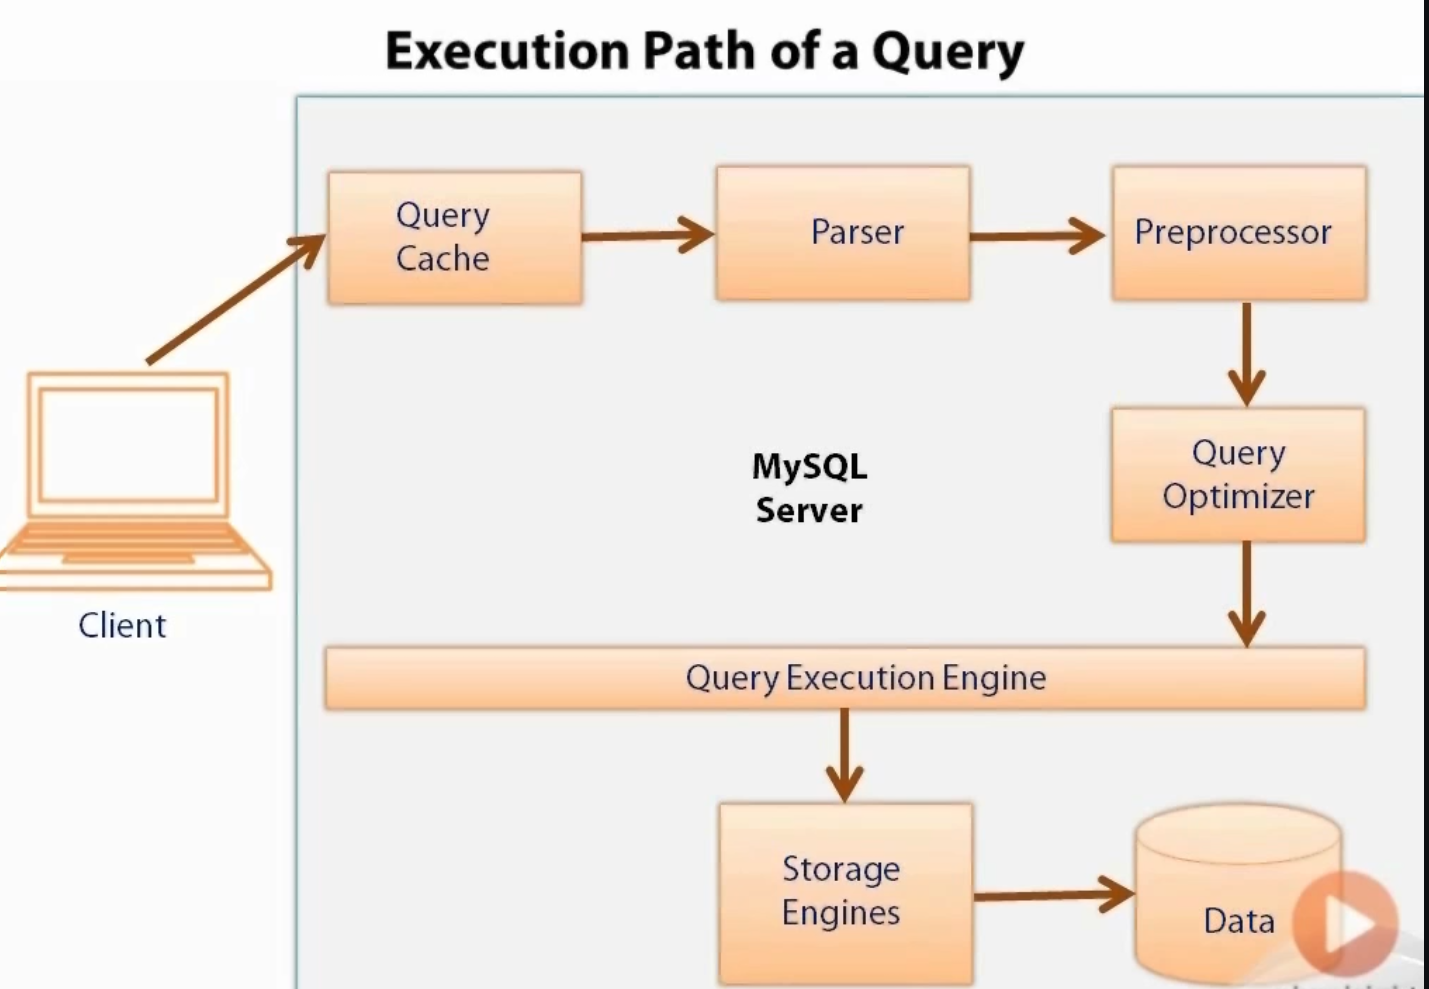 Execution Path of a Query
Query
Cache
Parser
Preprocessor
Query
Optimizer
MySQL
Server
Client
Query Execution Engine
Storage
Engines
Data